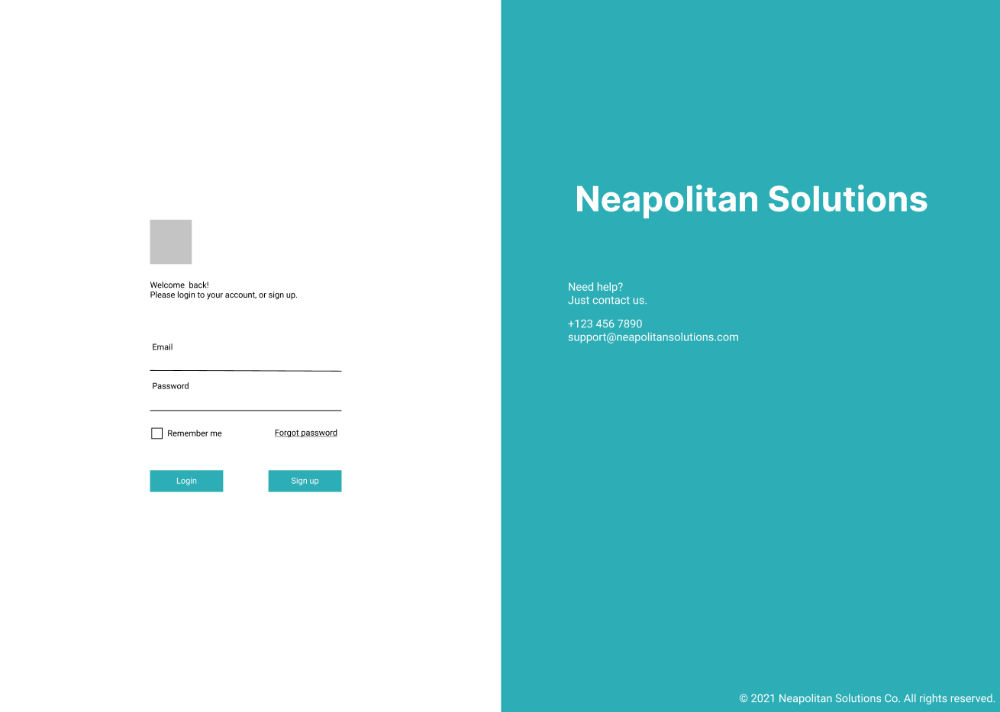 Welcome  back!
Please login to your account, or sign up.
Email
Password
Remember me
Forgot password
Login
Sign up
Neapolitan Solutions
Need help?
Just contact us.
+123 456 7890
support@neapolitansolutions.com
© 2021 Neapolitan Solutions Co. All rights reserved.